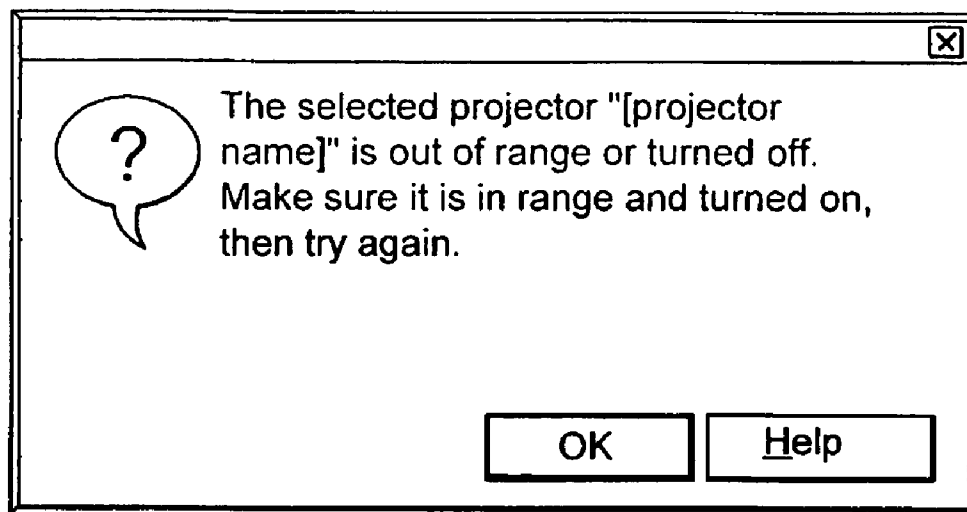 ?
The selected projector "[projector
name]" is out of range or turned off.
Make sure it is in range and turned on,
then try again.
OK Help